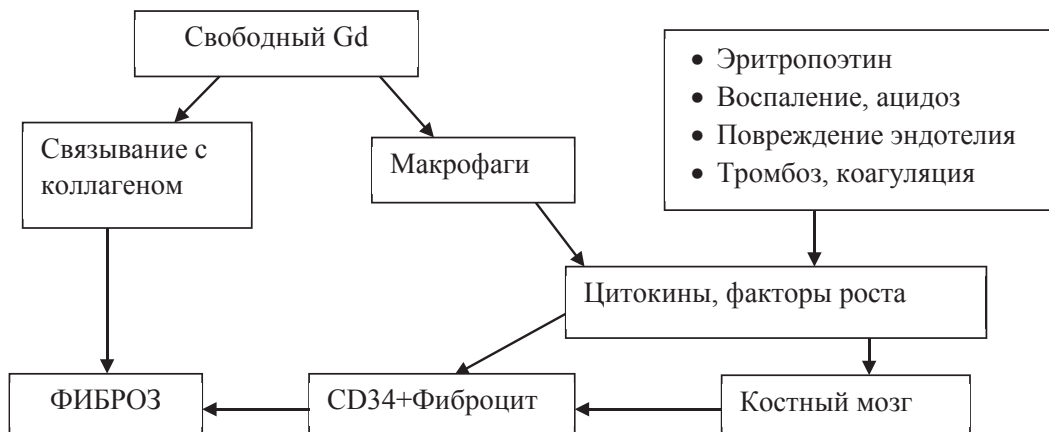 Свободный Gd
• Эритропоэтин
• Воспаление, ацидоз
• Повреждение эндотелия
• Тромбоз, коагуляция
Связывание с
коллагеном
Макрофаги
Цитокины, факторы роста
ФИБРОЗ
CD34+Фиброцит
Костный мозг